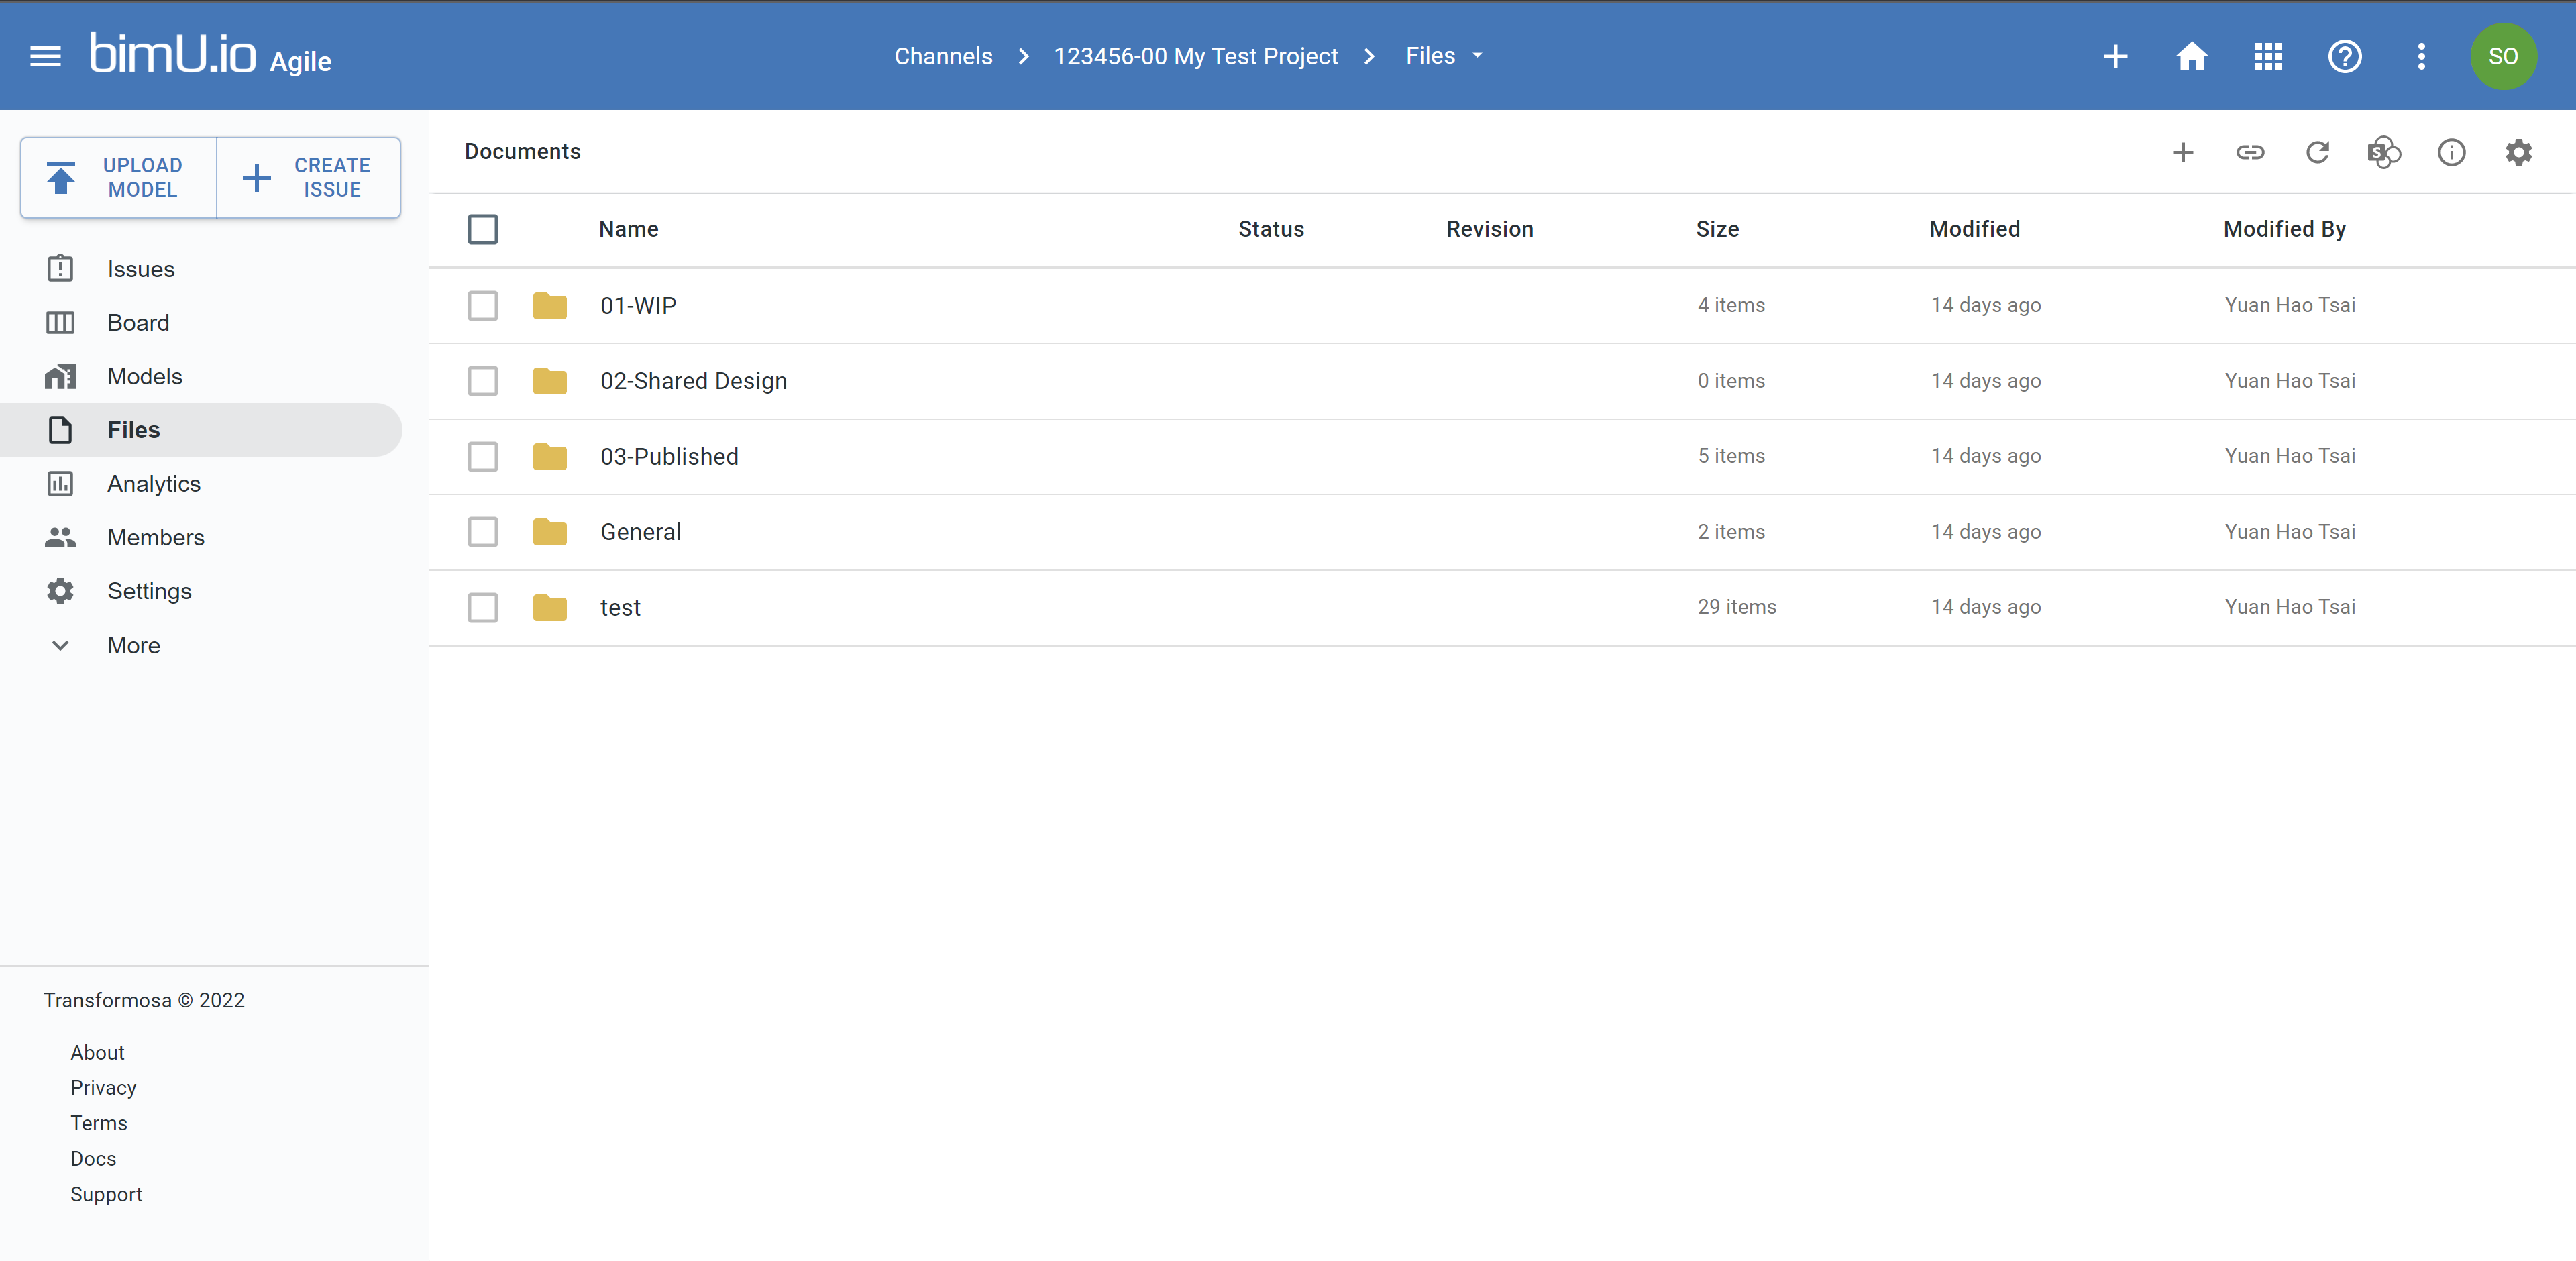 bimU.io Agile
Channels > 123456-00 My Test Project > Files
SO
UPLOAD MODEL
CREATE ISSUE
Issues
Board
Models
Files
Analytics
Members
Settings
More
Transformosa © 2022
About
Privacy
Terms
Docs
Support
Documents
S
Name Status Revision Size Modified Modified By
01-WIP 4 items 14 days ago Yuan Hao Tsai
02-Shared Design 0 items 14 days ago Yuan Hao Tsai
03-Published 5 items 14 days ago Yuan Hao Tsai
General 2 items 14 days ago Yuan Hao Tsai
test 29 items 14 days ago Yuan Hao Tsai